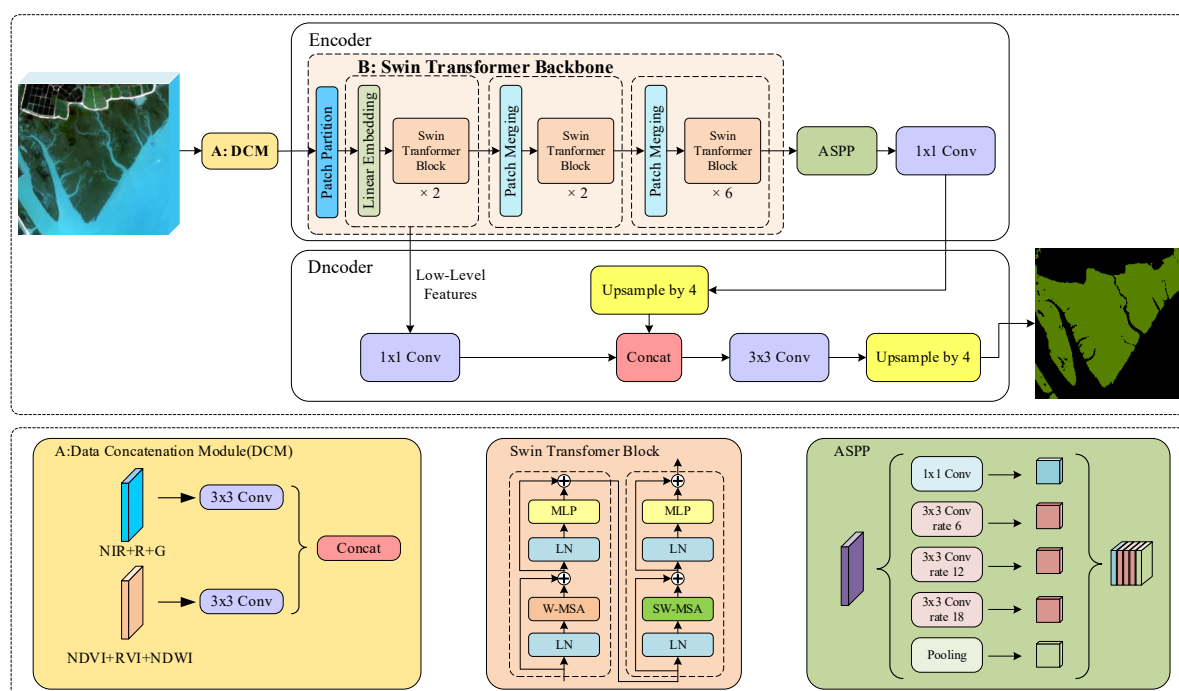 Encoder
B: Swin Transformer Backbone
A: DCM
Patch Partition
Linear Embedding
Swin
Tranformer
Block
× 2
Patch Merging
Swin
Tranformer
Block
× 2
Patch Merging
Swin
Tranformer
Block
× 6
ASPP
1x1 Conv
Dncoder
Low-Level
Features
Upsample by 4
1x1 Conv
Concat
3x3 Conv
Upsample by 4
A:Data Concatenation Module(DCM)
3x3 Conv
NIR+R+G
Concat
3x3 Conv
NDVI+RVI+NDWI
Swin Transfomer Block
MLP
LN
W-MSA
LN
MLP
LN
SW-MSA
LN
ASPP
1x1 Conv
3x3 Conv
rate 6
3x3 Conv
rate 12
3x3 Conv
rate 18
Pooling